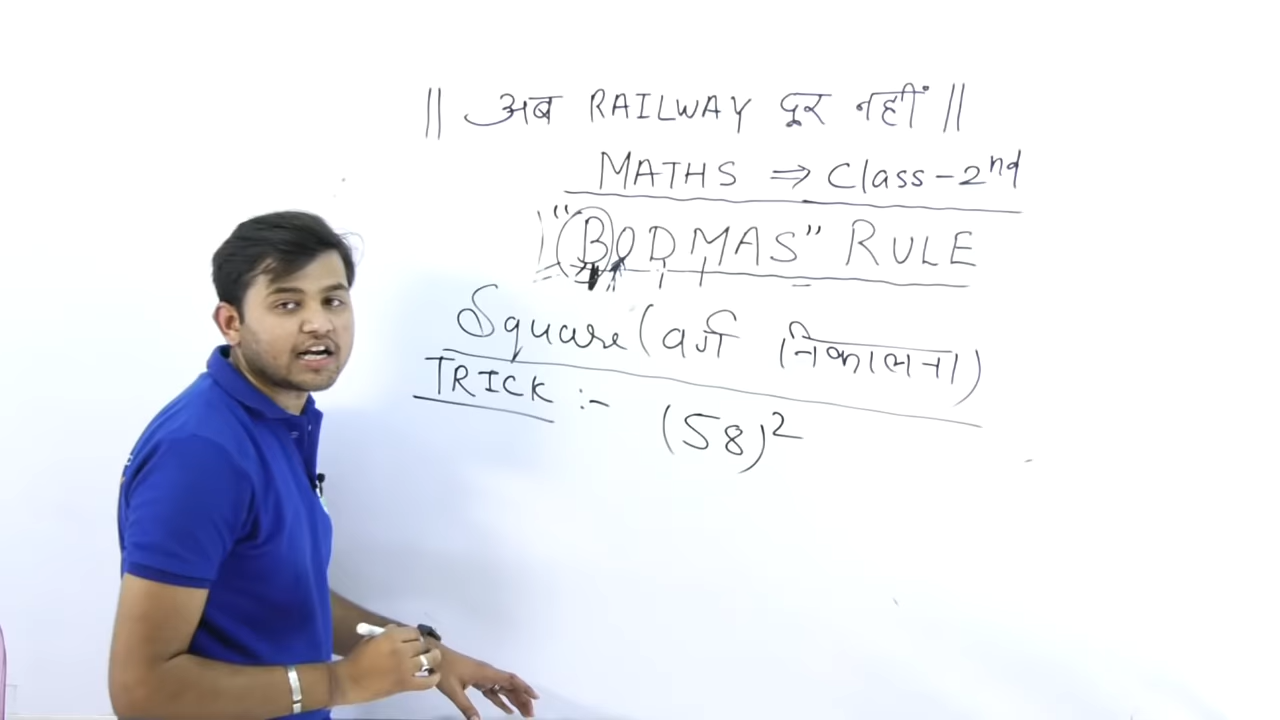 || अब RAILWAY दूर नहीं ||
MATHS ⇒ Class-2nd
"BODMAS" RULE
Square (वर्ग निकालना)
TRICK :- (58)²